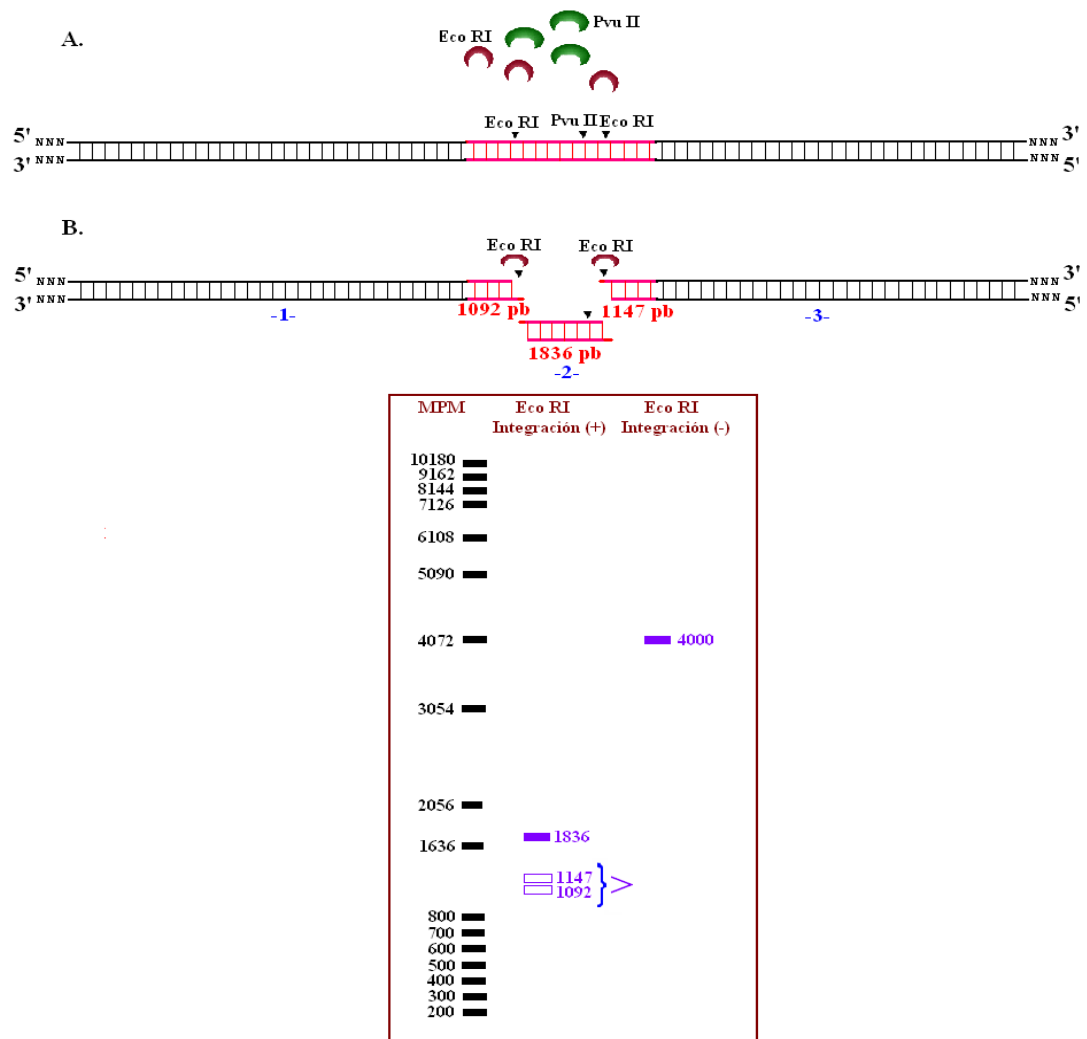 A.
Eco RI
Pvu II
Eco RI
Pvu II
Eco RI
5' NNN
NNN 3'
3' NNN
NNN 5'
B.
Eco RI
Eco RI
5' NNN
NNN 3'
3' NNN
NNN 5'
1092 pb
1147 pb
-1-
-3-
1836 pb
-2-
MPM
Eco RI
Integración (+)
Eco RI
Integración (-)
10180
9162
8144
7126
6108
5090
4072
4000
3054
2056
1836
1636
1147
1092
>
800
700
600
500
400
300
200